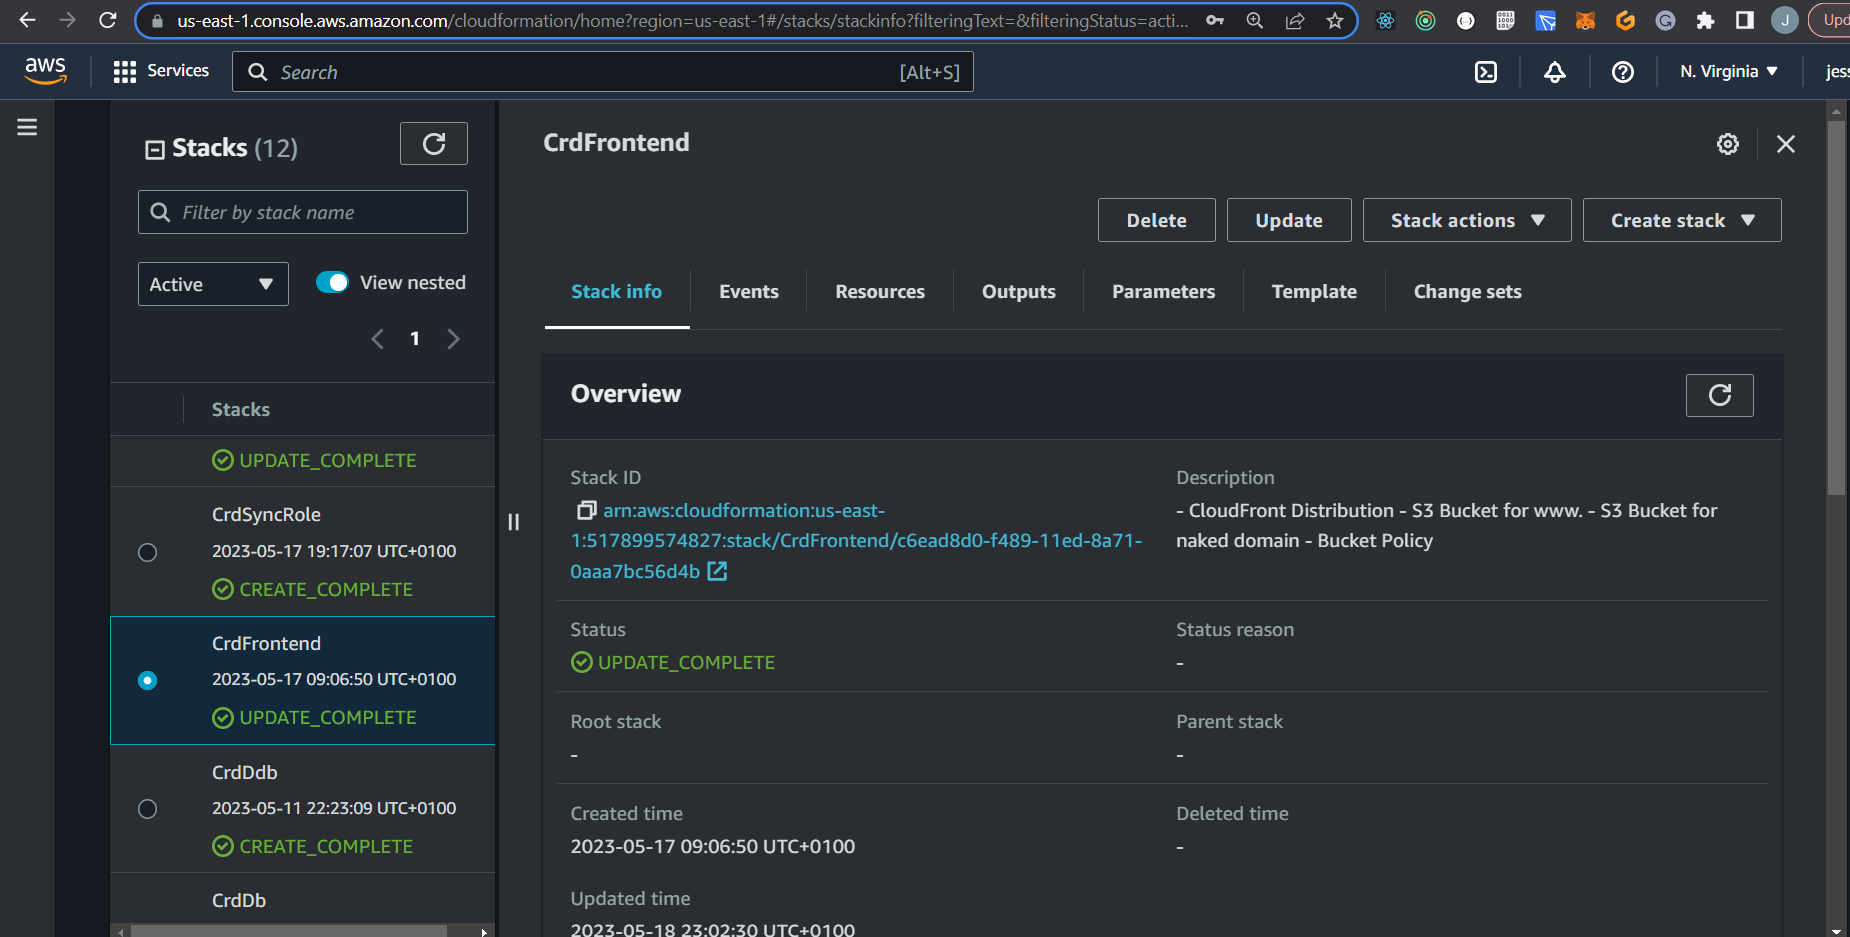 us-east-1.console.aws.amazon.com/cloudformation/home?region=us-east-1#/stacks/stackinfo?filteringText=&filteringStatus=acti...
J
Upd
aws
Services
Search
[Alt+S]
N. Virginia
jess
Stacks (12)
Filter by stack name
Active
View nested
1
Stacks
UPDATE_COMPLETE
CrdSyncRole
2023-05-17 19:17:07 UTC+0100
CREATE_COMPLETE
CrdFrontend
2023-05-17 09:06:50 UTC+0100
UPDATE_COMPLETE
CrdDdb
2023-05-11 22:23:09 UTC+0100
CREATE_COMPLETE
CrdDb
CrdFrontend
Delete
Update
Stack actions
Create stack
Stack info
Events
Resources
Outputs
Parameters
Template
Change sets
Overview
Stack ID
arn:aws:cloudformation:us-east-
1:517899574827:stack/CrdFrontend/c6ead8d0-f489-11ed-8a71-
0aaa7bc56d4b
Description
- CloudFront Distribution - S3 Bucket for www. - S3 Bucket for
naked domain - Bucket Policy
Status
UPDATE_COMPLETE
Status reason
-
Root stack
-
Parent stack
-
Created time
2023-05-17 09:06:50 UTC+0100
Deleted time
-
Updated time
2023-05-18 23:02:30 UTC+0100